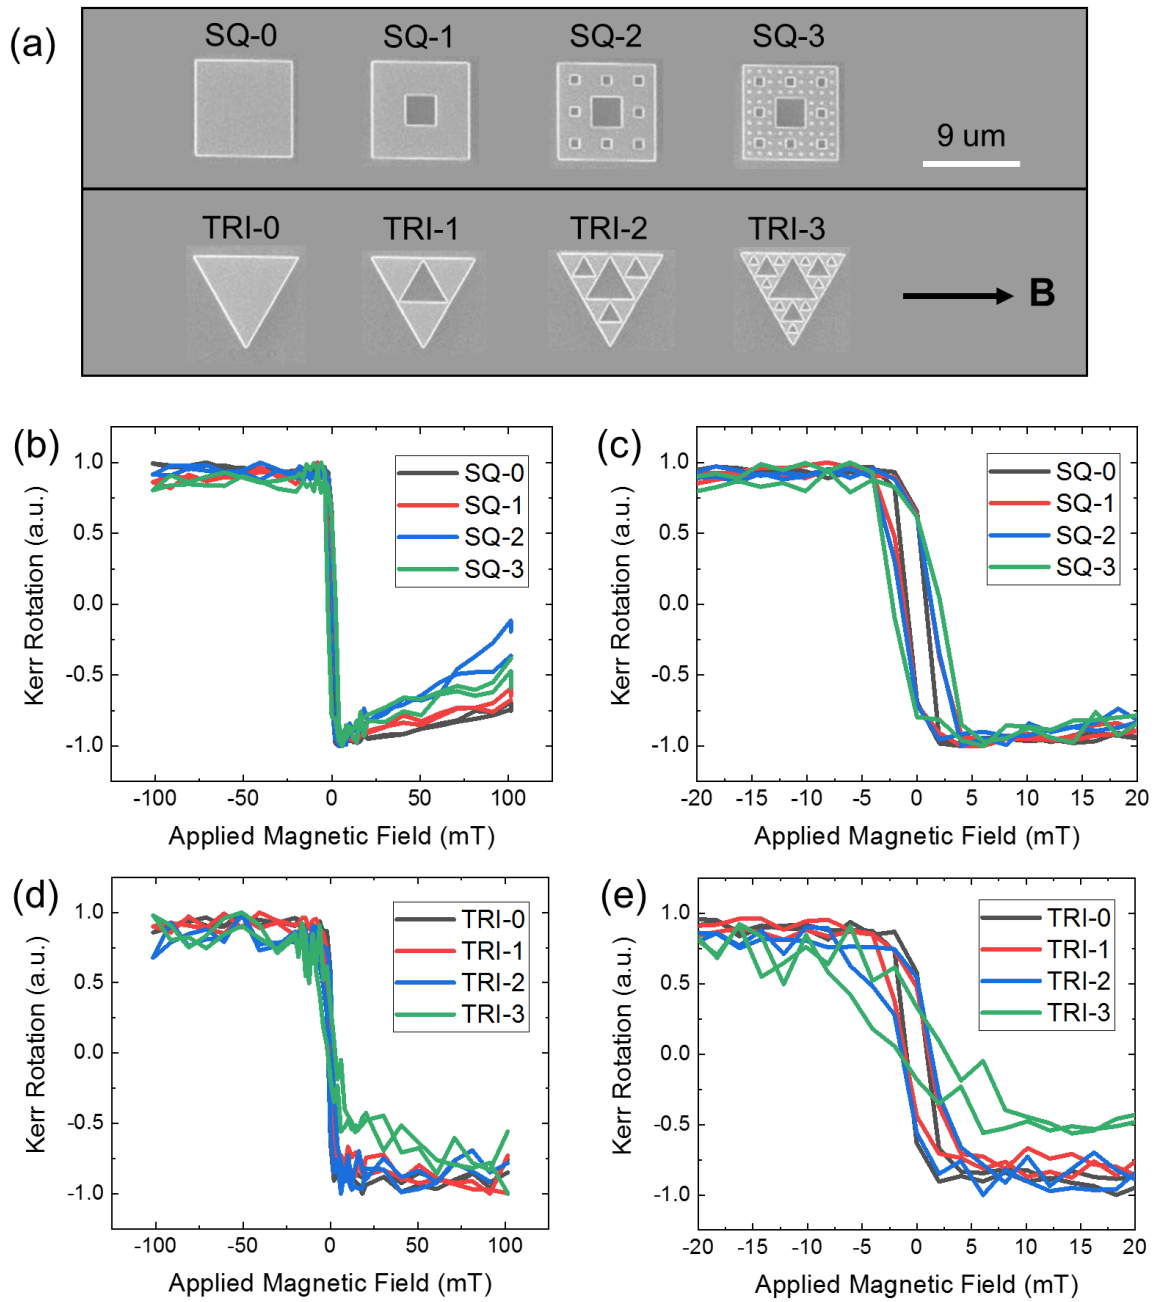 (a)
SQ-0 SQ-1 SQ-2 SQ-3
9 um
TRI-0 TRI-1 TRI-2 TRI-3
B
(b)
1.0
0.5
0.0
-0.5
-1.0
Kerr Rotation (a.u.)
SQ-0
SQ-1
SQ-2
SQ-3
-100 -50 0 50 100
Applied Magnetic Field (mT)
(c)
1.0
0.5
0.0
-0.5
-1.0
Kerr Rotation (a.u.)
SQ-0
SQ-1
SQ-2
SQ-3
-20 -15 -10 -5 0 5 10 15 20
Applied Magnetic Field (mT)
(d)
1.0
0.5
0.0
-0.5
-1.0
Kerr Rotation (a.u.)
TRI-0
TRI-1
TRI-2
TRI-3
-100 -50 0 50 100
Applied Magnetic Field (mT)
(e)
1.0
0.5
0.0
-0.5
-1.0
Kerr Rotation (a.u.)
TRI-0
TRI-1
TRI-2
TRI-3
-20 -15 -10 -5 0 5 10 15 20
Applied Magnetic Field (mT)